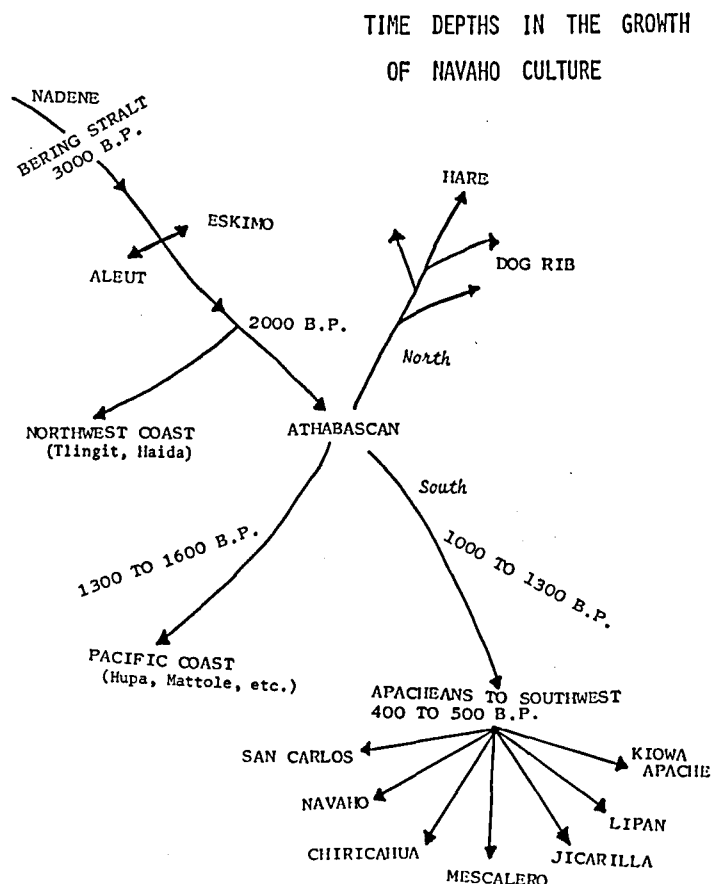 TIME DEPTHS IN THE GROWTH
OF NAVAHO CULTURE
NADENE
BERING STRALT
3000 B.P.
ESKIMO
ALEUT
2000 B.P.
NORTHWEST COAST
(Tlingit, Haida)
HARE
DOG RIB
North
ATHABASCAN
South
1300 TO 1600 B.P.
1000 TO 1300 B.P.
PACIFIC COAST
(Hupa, Mattole, etc.)
APACHEANS TO SOUTHWEST
400 TO 500 B.P.
SAN CARLOS
NAVAHO
CHIRICAHUA
MESCALERO
JICARILLA
LIPAN
KIOWA
APACHE